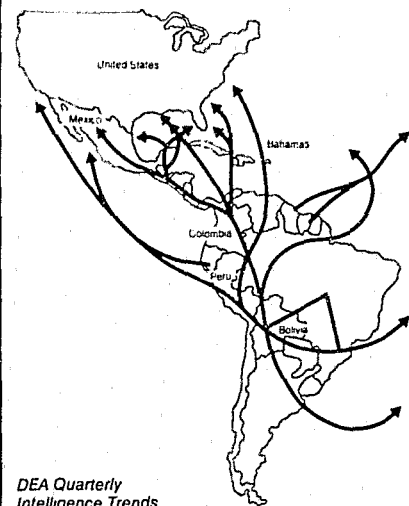 United States
Mexico
Bahamas
Colombia
Peru
Bolivia
DEA Quarterly
Intelligence Trends